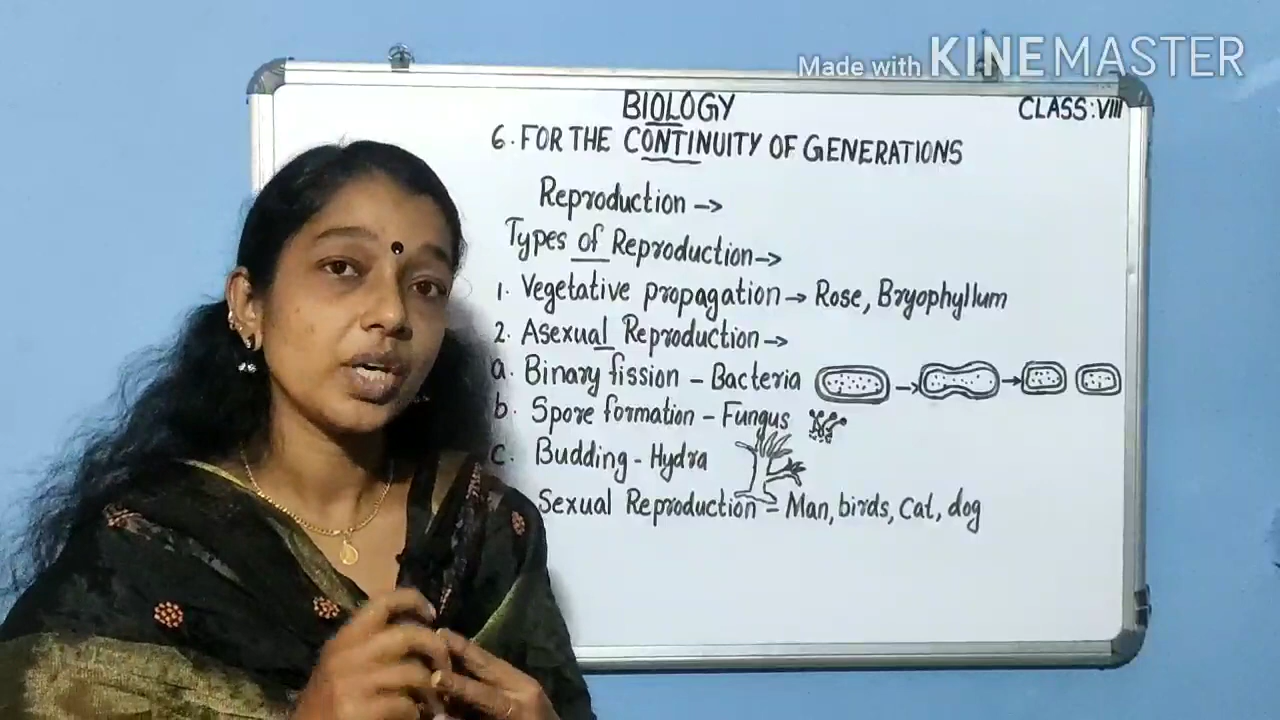 Made with KINEMASTER
BIOLOGY
CLASS: VIII
6. FOR THE CONTINUITY OF GENERATIONS
Reproduction →
Types of Reproduction →
1. Vegetative propagation → Rose, Bryophyllum
2. Asexual Reproduction →
a. Binary fission - Bacteria
b. Spore formation - Fungus
c. Budding - Hydra
Sexual Reproduction = Man, birds, Cat, dog